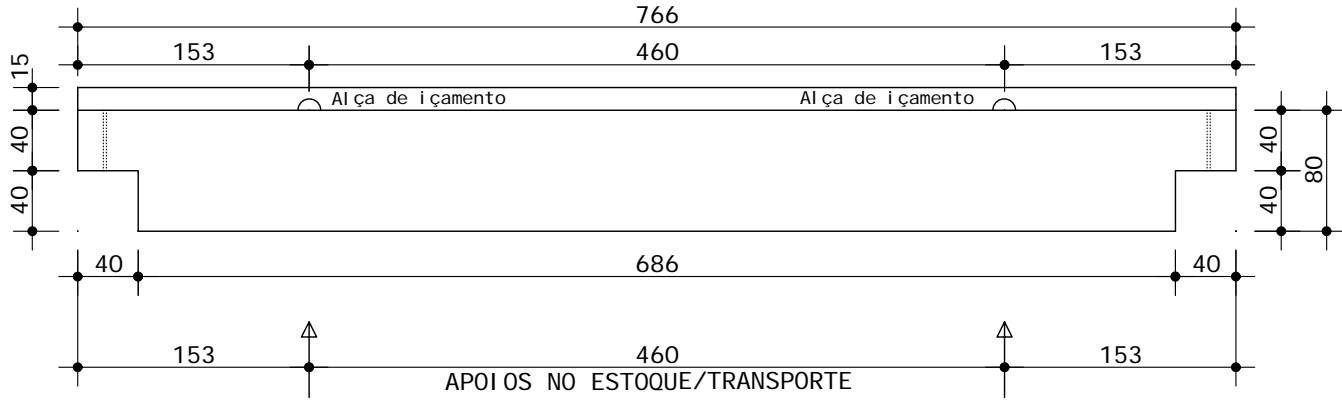 766
153 460 153
15
Alça de içamento Alça de içamento
40 40
80
40 40
40 686 40
153 460 153
APOIOS NO ESTOQUE/TRANSPORTE